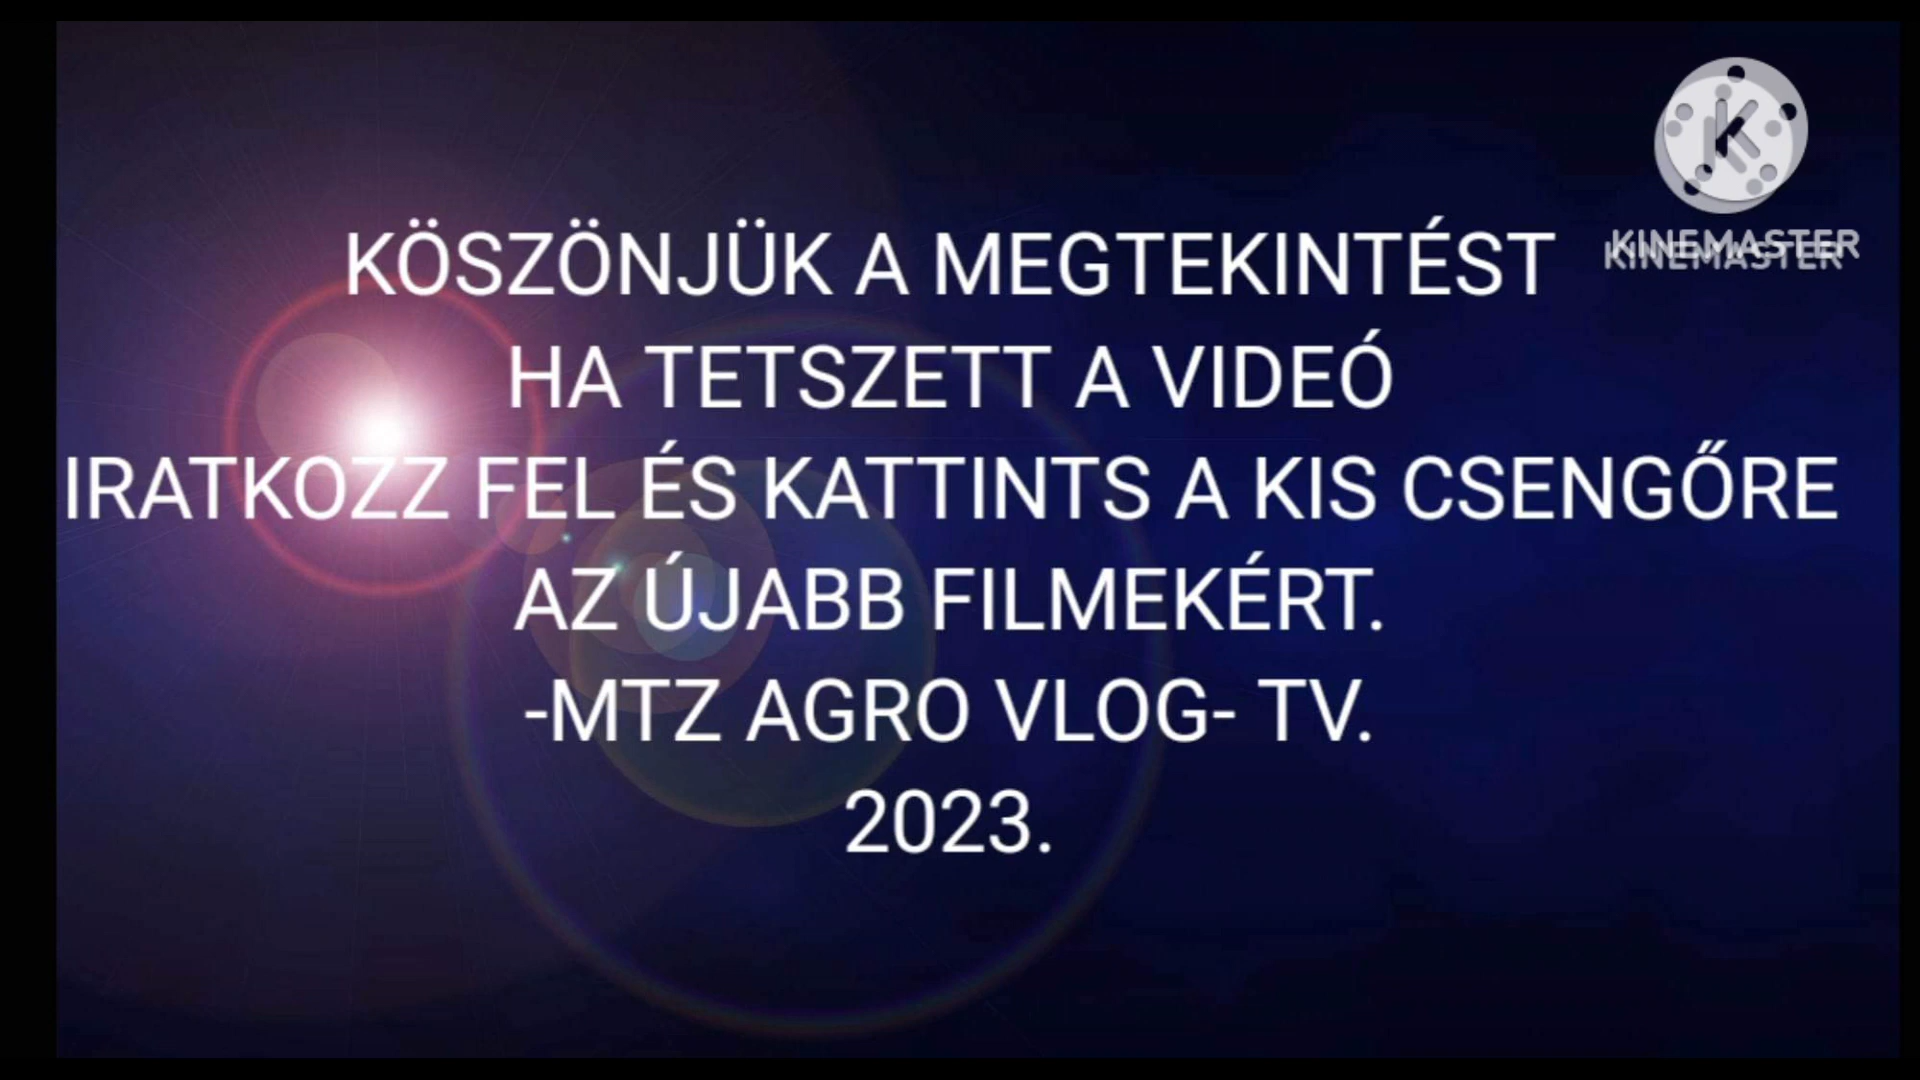 KÖSZÖNJÜK A MEGTEKINTÉST
HA TETSZETT A VIDEÓ
IRATKOZZ FEL ÉS KATTINTS A KIS CSENGŐRE
AZ ÚJABB FILMEKÉRT.
-MTZ AGRO VLOG- TV.
2023.
KINEMASTER
KINEMASTER